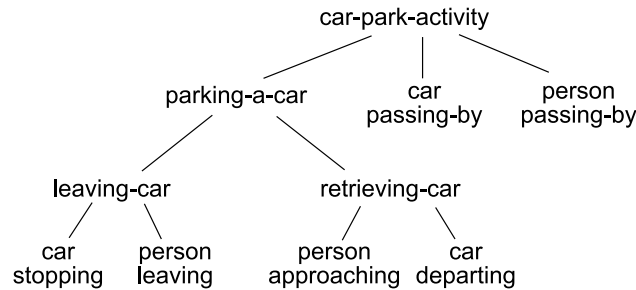 car-park-activity
parking-a-car
car
passing-by
person
passing-by
leaving-car
retrieving-car
car
stopping
person
leaving
person
approaching
car
departing